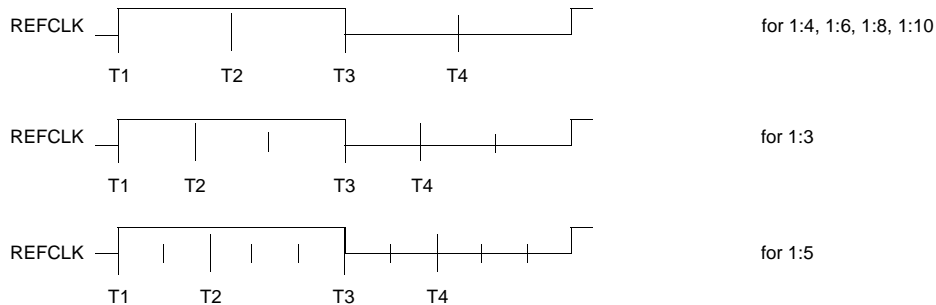 REFCLK for 1:4, 1:6, 1:8, 1:10
T1 T2 T3 T4
REFCLK for 1:3
T1 T2 T3 T4
REFCLK for 1:5
T1 T2 T3 T4